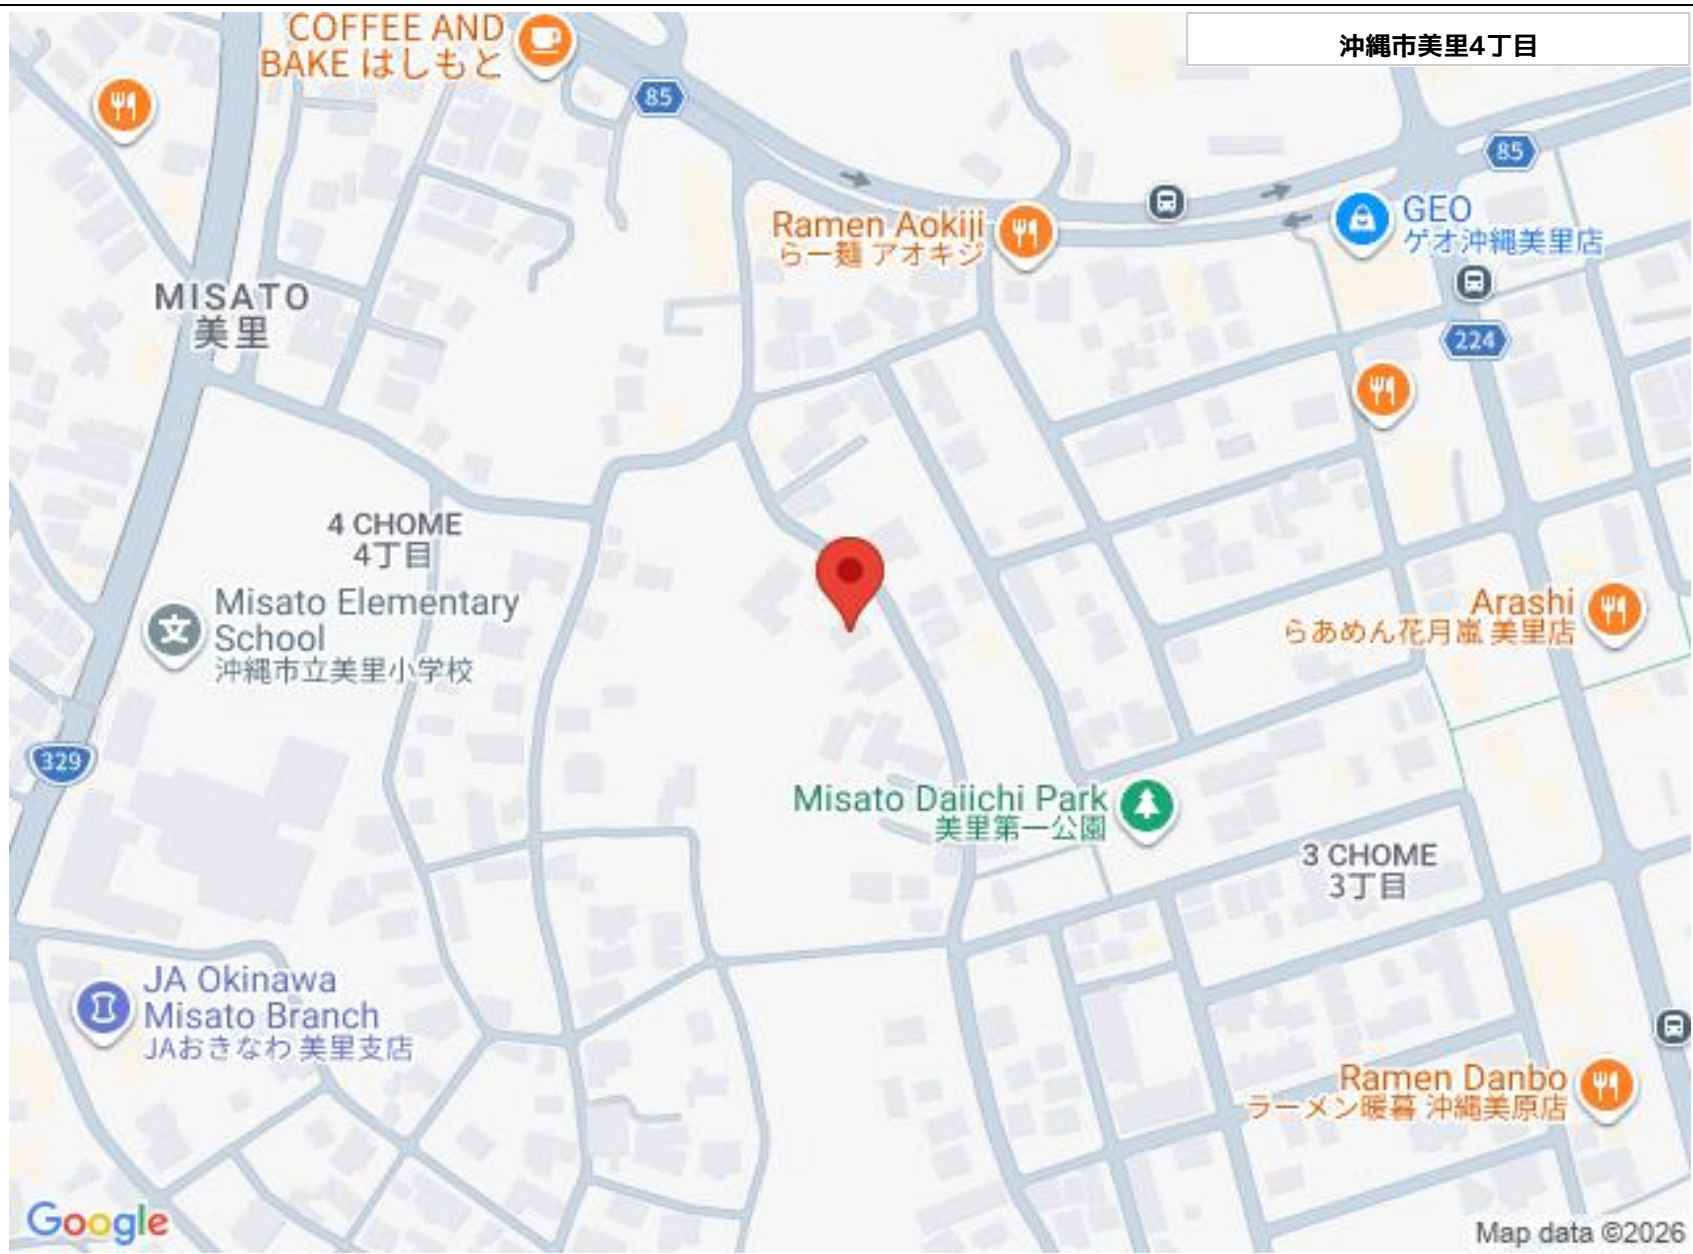 沖縄市美里4丁目
COFFEE AND
BAKE はしもと
85
85
Ramen Aokiji
らー麺 アオキジ
GEO
ゲオ沖縄美里店
MISATO
美里
224
4 CHOME
4丁目
Misato Elementary
School
沖縄市立美里小学校
Arashi
らあめん花月嵐 美里店
329
Misato Daiichi Park
美里第一公園
3 CHOME
3丁目
JA Okinawa
Misato Branch
JAおきなわ 美里支店
Ramen Danbo
ラーメン暖暮 沖縄美原店
Google
Map data ©2026